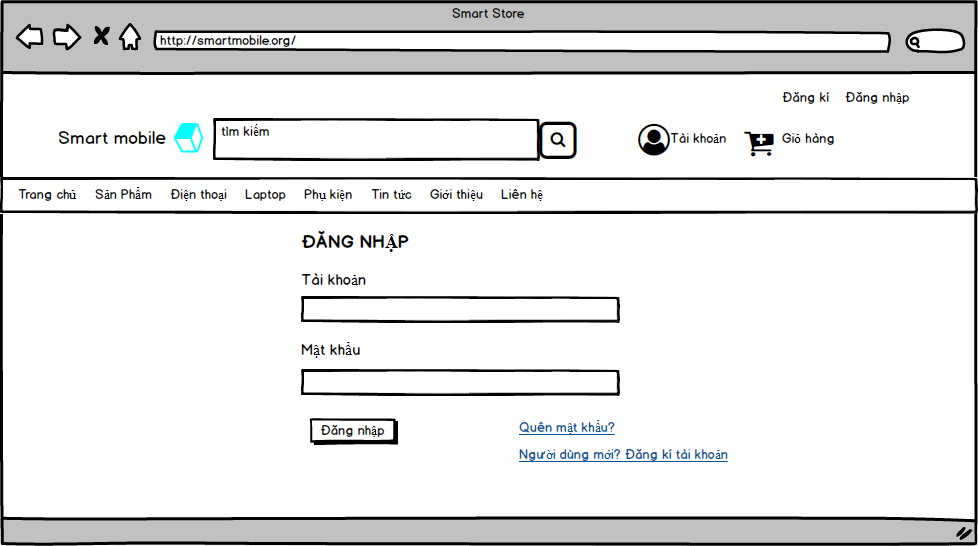 Smart Store
http://smartmobile.org/
Đăng kí Đăng nhập
Smart mobile tìm kiếm Tài khoản Giỏ hàng
Trang chủ Sản Phẩm Điện thoại Laptop Phụ kiện Tin tức Giới thiệu Liên hệ
ĐĂNG NHẬP
Tài khoản
Mật khẩu
Đăng nhập Quên mật khẩu?
Người dùng mới? Đăng kí tài khoản